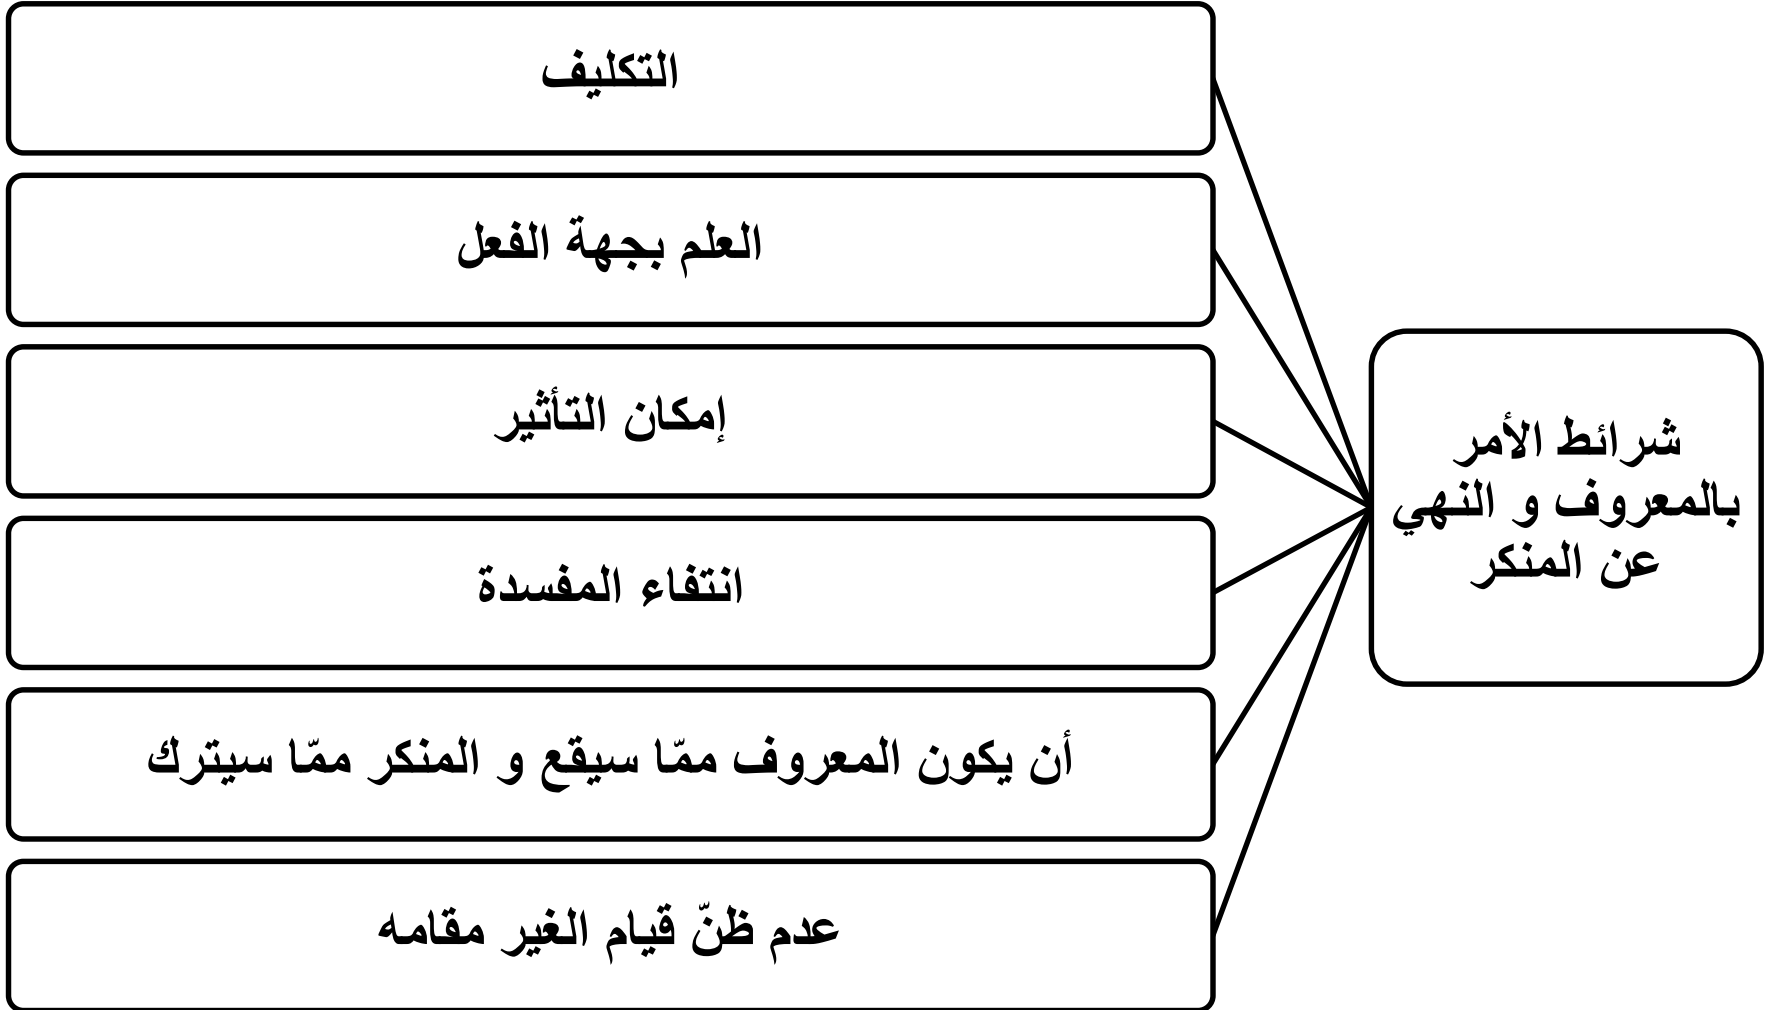 شرائط الأمر
بالمعروف و النهي
عن المنكر
التكليف
العلم بجهة الفعل
إمكان التأثير
انتفاء المفسدة
أن يكون المعروف ممّا سيقع و المنكر ممّا سيترك
عدم ظنّ قيام الغير مقامه